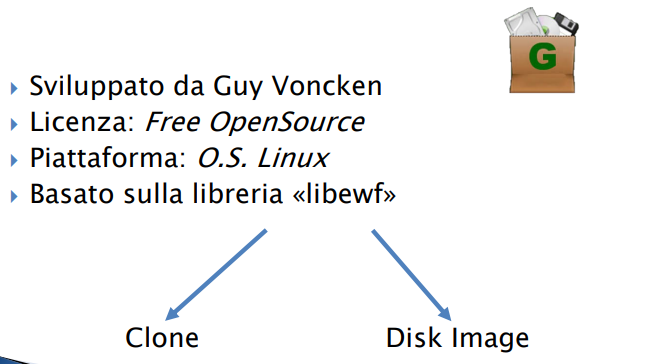 G
Sviluppato da Guy Voncken
Licenza: Free OpenSource
Piattaforma: O.S. Linux
Basato sulla libreria «libewf»
Clone
Disk Image